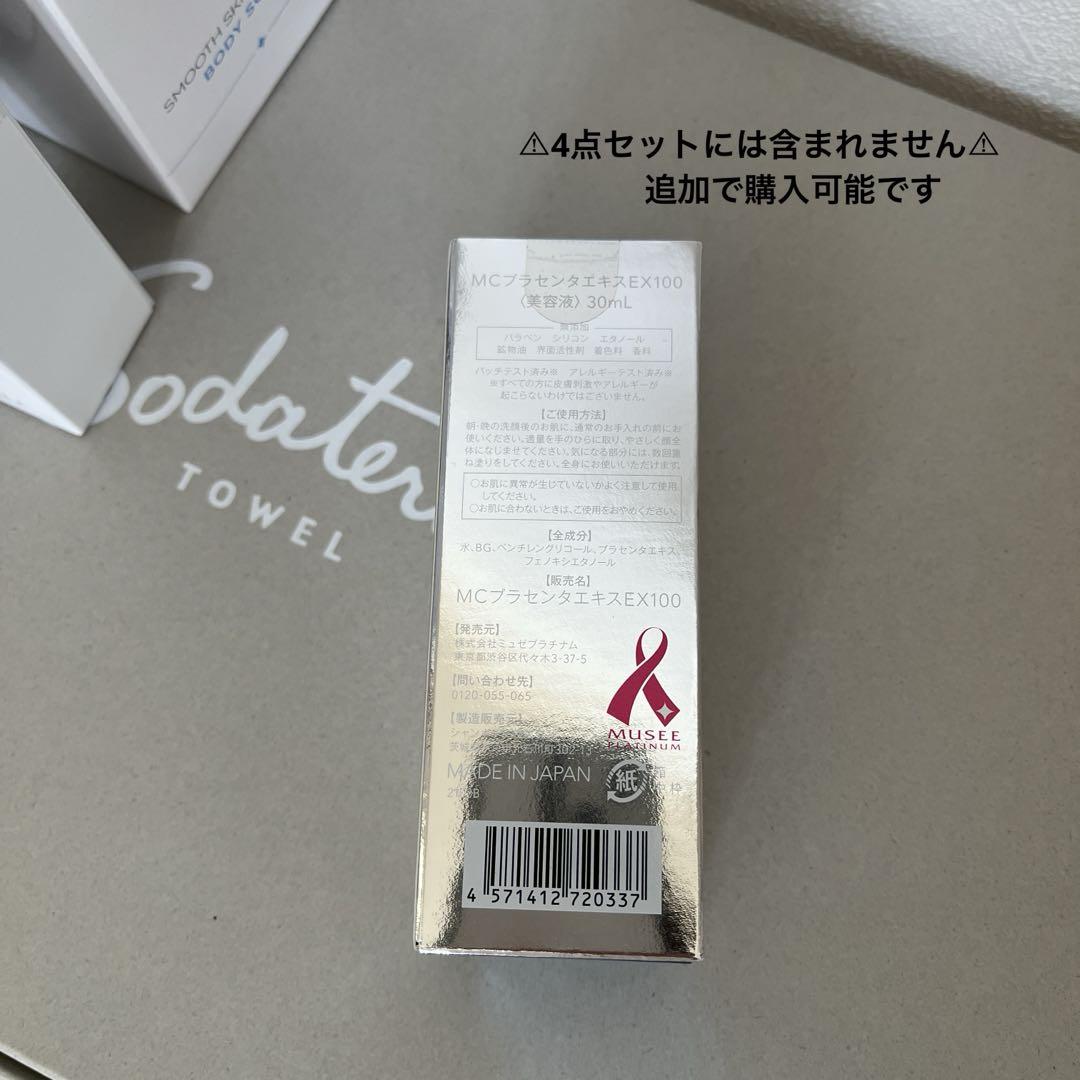 SMOOTH SK
BODY S
⚠4点セットには含まれません⚠
追加で購入可能です
Sodater
TOWEL
MCプラセンタエキスEX100
〈美容液〉30mL
無添加
パラベン シリコン エタノール
鉱物油 界面活性剤 着色料 香料
パッチテスト済み※ アレルギーテスト済み※
※すべての方に皮膚刺激やアレルギーが
起こらないわけではございません。
【ご使用方法】
朝・晩の洗顔後のお肌に、通常のお手入れの前にお
使いください。適量を手のひらに取り、やさしく顔全
体になじませてください。気になる部分には、数回重
ね塗りをしてください。全身にお使いいただけます。
○お肌に異常が生じていないかよく注意して使用
してください。
○お肌に合わないときは、ご使用をおやめください。
【全成分】
水、BG、ペンチレングリコール、プラセンタエキス、
フェノキシエタノール
【販売名】
MCプラセンタエキスEX100
【発売元】
株式会社ミュゼプラチナム
東京都渋谷区代々木3-37-5
【問い合わせ先】
0120-055-065
【製造販売元】
シャン
茨城
MADE IN JAPAN
MUSEE
PLATINUM
紙
箱
中枠
4 571412 720337